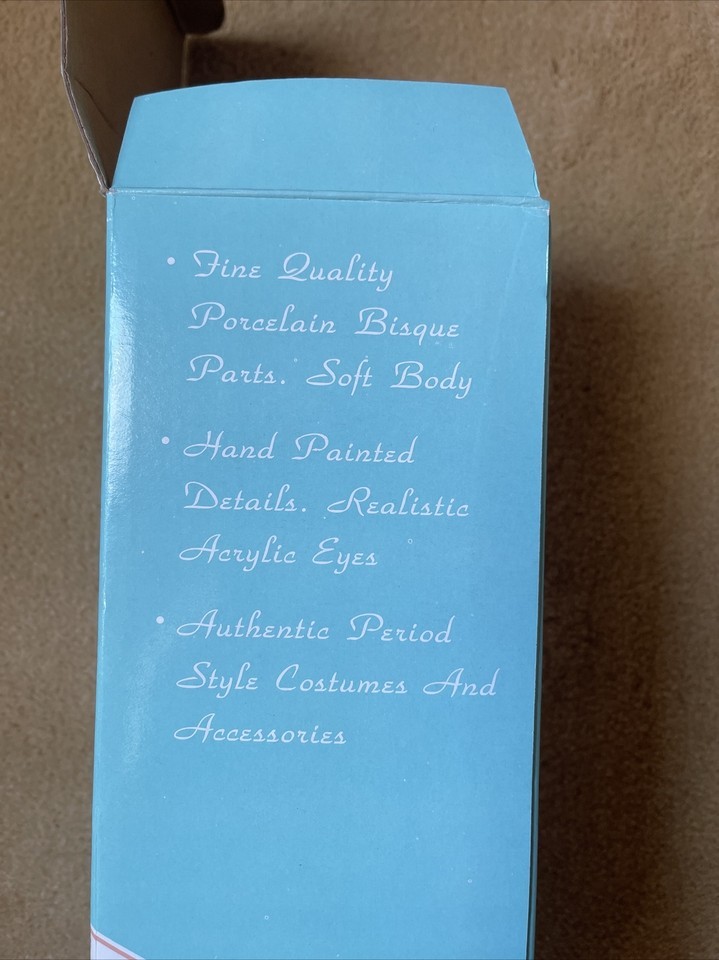 • Fine Quality
Porcelain Bisque
Parts. Soft Body
• Hand Painted
Details. Realistic
Acrylic Eyes
• Authentic Period
Style Costumes And
Accessories